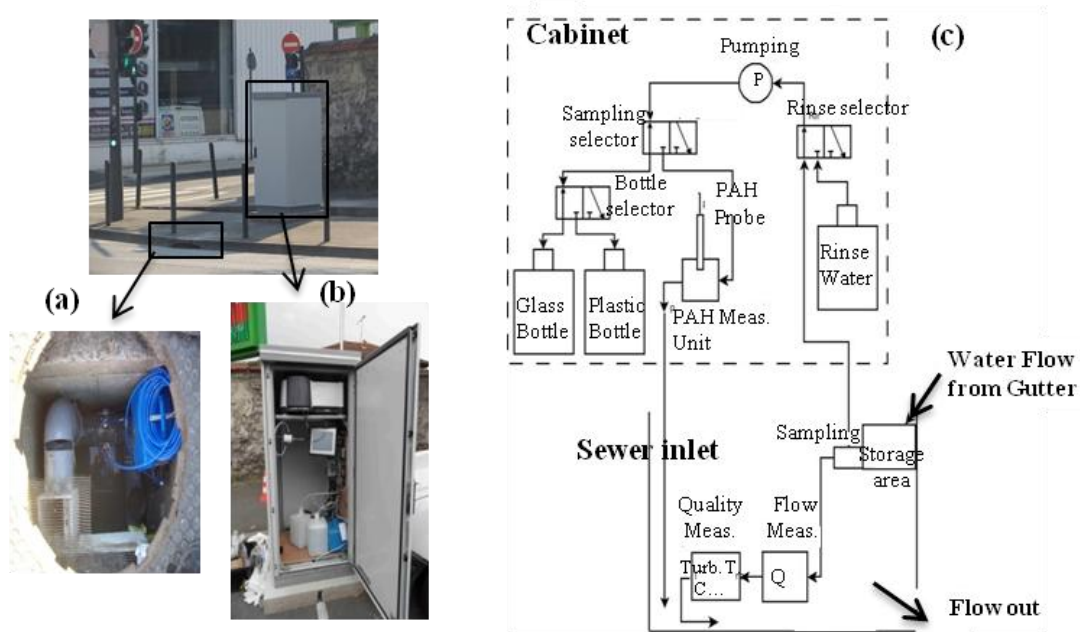 (a)
(b)
(c)
Cabinet
Pumping
P
Rinse selector
Sampling
selector
Bottle
selector
PAH
Probe
Glass
Bottle
Plastic
Bottle
PAH Meas.
Unit
Rinse
Water
Water Flow
from Gutter
Sewer inlet
Sampling
Storage
area
Quality
Meas.
Flow
Meas.
Turb. T.
C...
Q
Flow out